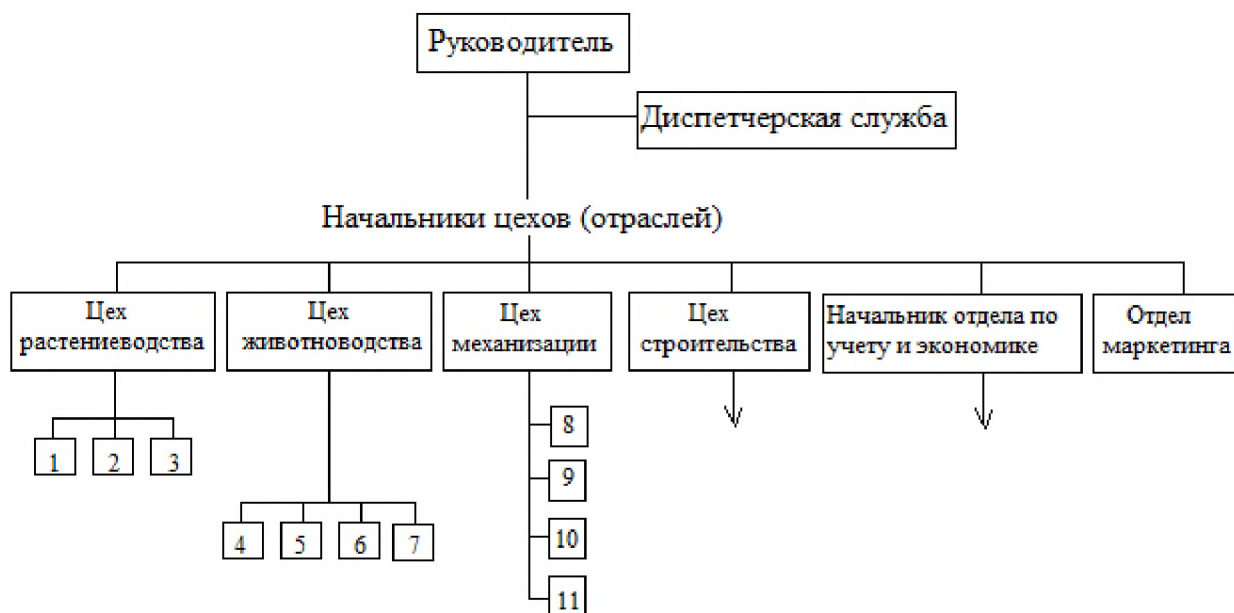 Руководитель
Диспетчерская служба
Начальники цехов (отраслей)
Цех
растениеводства
Цех
животноводства
Цех
механизации
Цех
строительства
Начальник отдела по
учету и экономике
Отдел
маркетинга
1
2
3
4
5
6
7
8
9
10
11